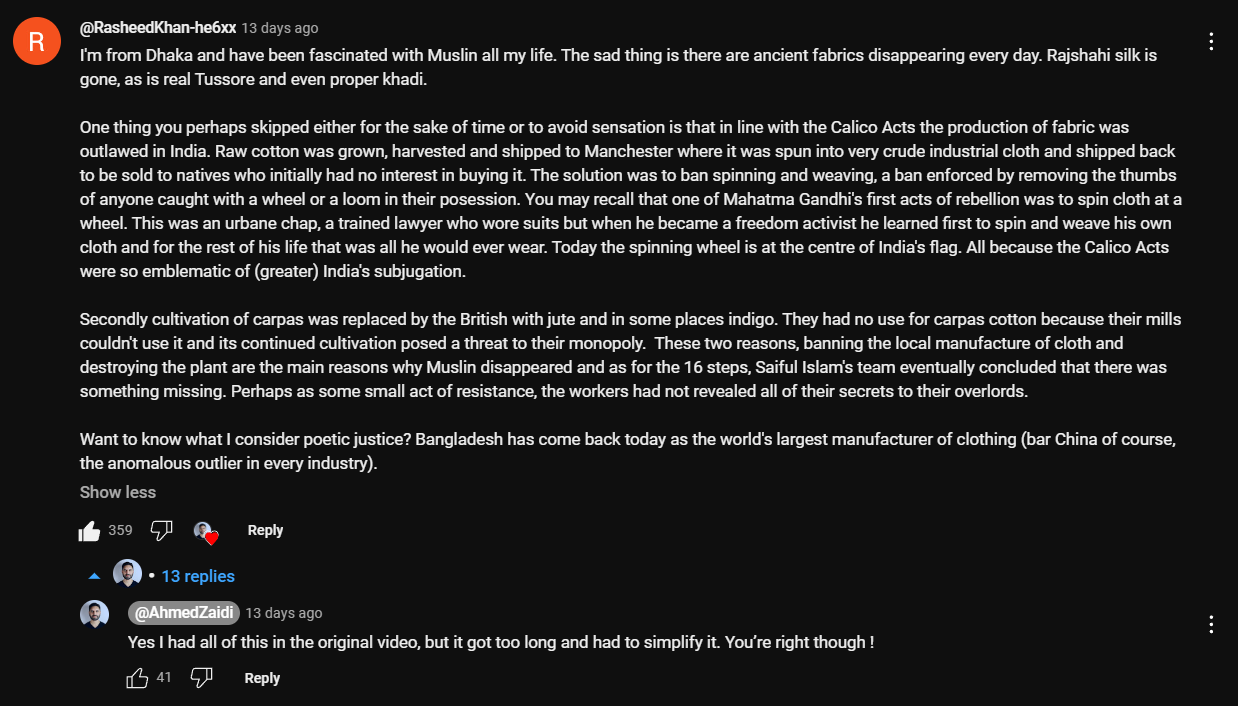 R
@RasheedKhan-he6xx 13 days ago
I'm from Dhaka and have been fascinated with Muslin all my life. The sad thing is there are ancient fabrics disappearing every day. Rajshahi silk is
gone, as is real Tussore and even proper khadi.
One thing you perhaps skipped either for the sake of time or to avoid sensation is that in line with the Calico Acts the production of fabric was
outlawed in India. Raw cotton was grown, harvested and shipped to Manchester where it was spun into very crude industrial cloth and shipped back
to be sold to natives who initially had no interest in buying it. The solution was to ban spinning and weaving, a ban enforced by removing the thumbs
of anyone caught with a wheel or a loom in their posession. You may recall that one of Mahatma Gandhi's first acts of rebellion was to spin cloth at a
wheel. This was an urbane chap, a trained lawyer who wore suits but when he became a freedom activist he learned first to spin and weave his own
cloth and for the rest of his life that was all he would ever wear. Today the spinning wheel is at the centre of India's flag. All because the Calico Acts
were so emblematic of (greater) India's subjugation.
Secondly cultivation of carpas was replaced by the British with jute and in some places indigo. They had no use for carpas cotton because their mills
couldn't use it and its continued cultivation posed a threat to their monopoly.  These two reasons, banning the local manufacture of cloth and
destroying the plant are the main reasons why Muslin disappeared and as for the 16 steps, Saiful Islam's team eventually concluded that there was
something missing. Perhaps as some small act of resistance, the workers had not revealed all of their secrets to their overlords.
Want to know what I consider poetic justice? Bangladesh has come back today as the world's largest manufacturer of clothing (bar China of course,
the anomalous outlier in every industry).
Show less
359 Reply
• 13 replies
@AhmedZaidi 13 days ago
Yes I had all of this in the original video, but it got too long and had to simplify it. You’re right though !
41 Reply